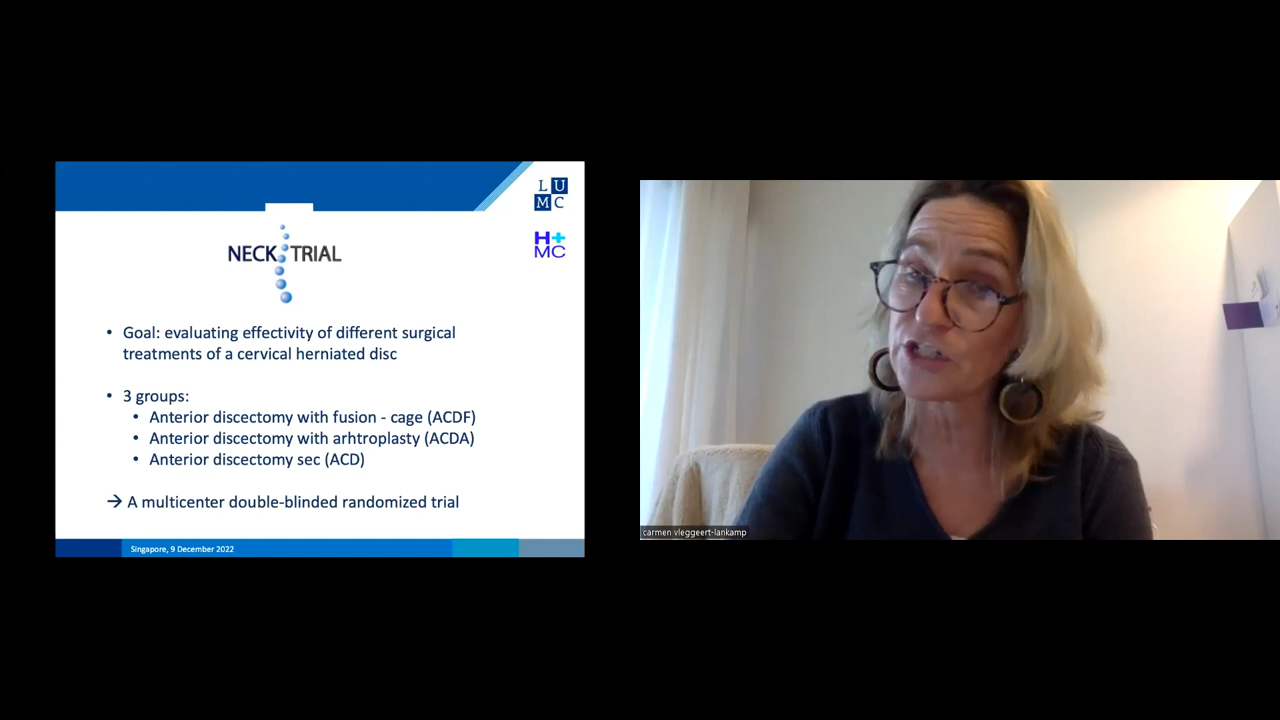 L U
M C
H+
MC
NECK TRIAL
• Goal: evaluating effectivity of different surgical
treatments of a cervical herniated disc
• 3 groups:
• Anterior discectomy with fusion - cage (ACDF)
• Anterior discectomy with arhtroplasty (ACDA)
• Anterior discectomy sec (ACD)
→ A multicenter double-blinded randomized trial
Singapore, 9 December 2022
carmen vleggeert-lankamp